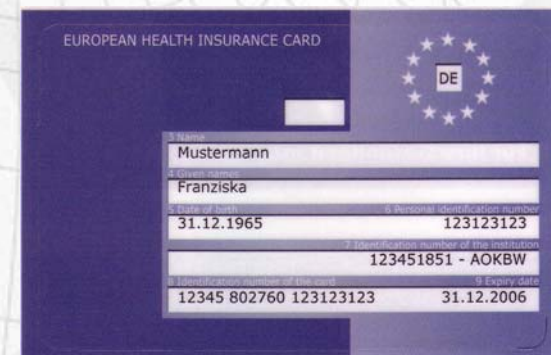 EUROPEAN HEALTH INSURANCE CARD
DE
3 Name
Mustermann
4 Given names
Franziska
5 Date of birth 6 Personal identification number
31.12.1965 123123123
7 Identification number of the institution
123451851 - AOKBW
8 Identification number of the card 9 Expiry date
12345 802760 123123123 31.12.2006